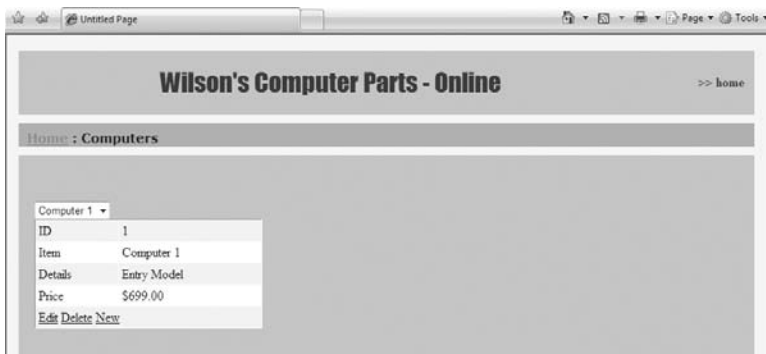 Untitled Page
Page Tools
Wilson's Computer Parts - Online
>> home
Home : Computers
Computer 1
ID 1
Item Computer 1
Details Entry Model
Price $699.00
Edit Delete New